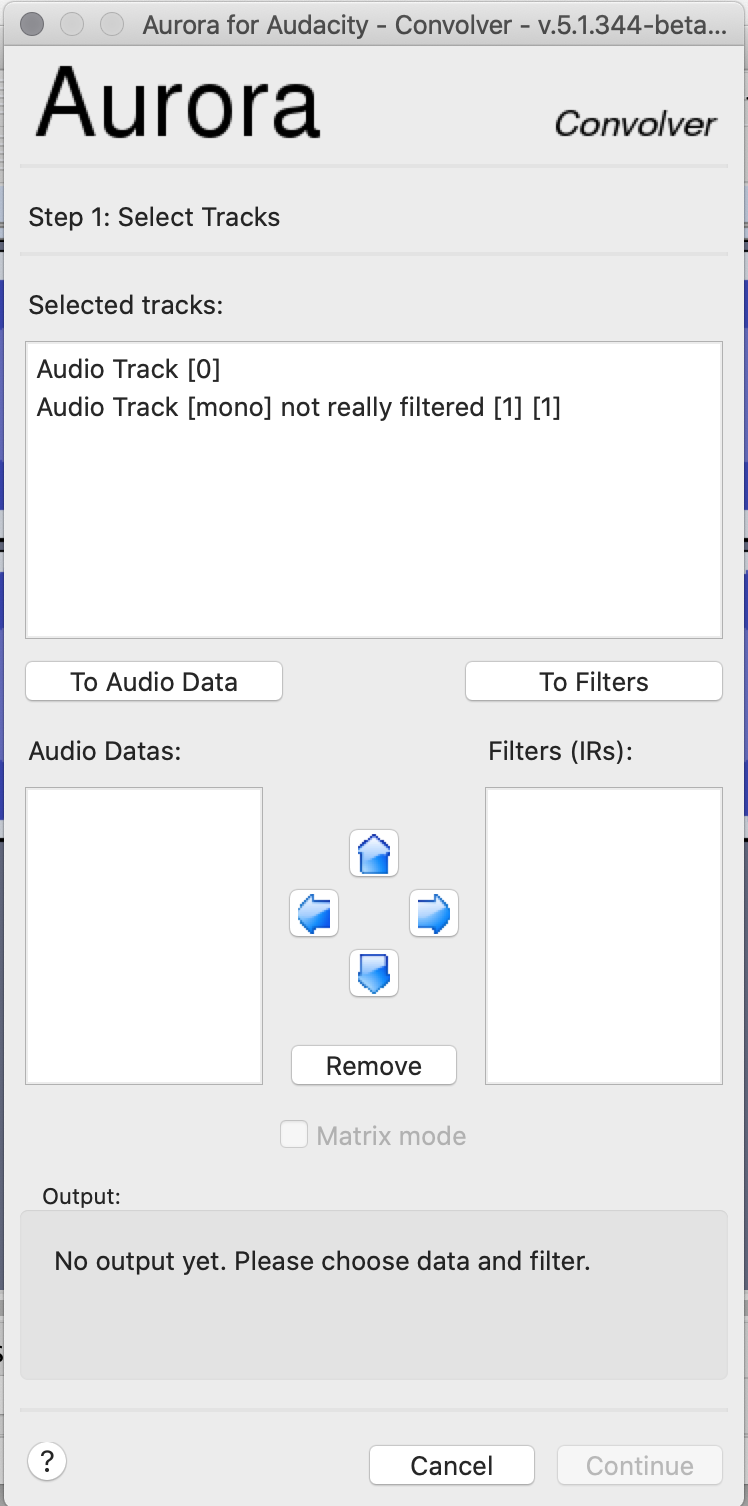 Aurora for Audacity - Convolver - v.5.1.344-beta...
Aurora
Convolver
Step 1: Select Tracks
Selected tracks:
Audio Track [0]
Audio Track [mono] not really filtered [1] [1]
To Audio Data
To Filters
Audio Datas:
Filters (IRs):
Remove
Matrix mode
Output:
No output yet. Please choose data and filter.
?
Cancel
Continue